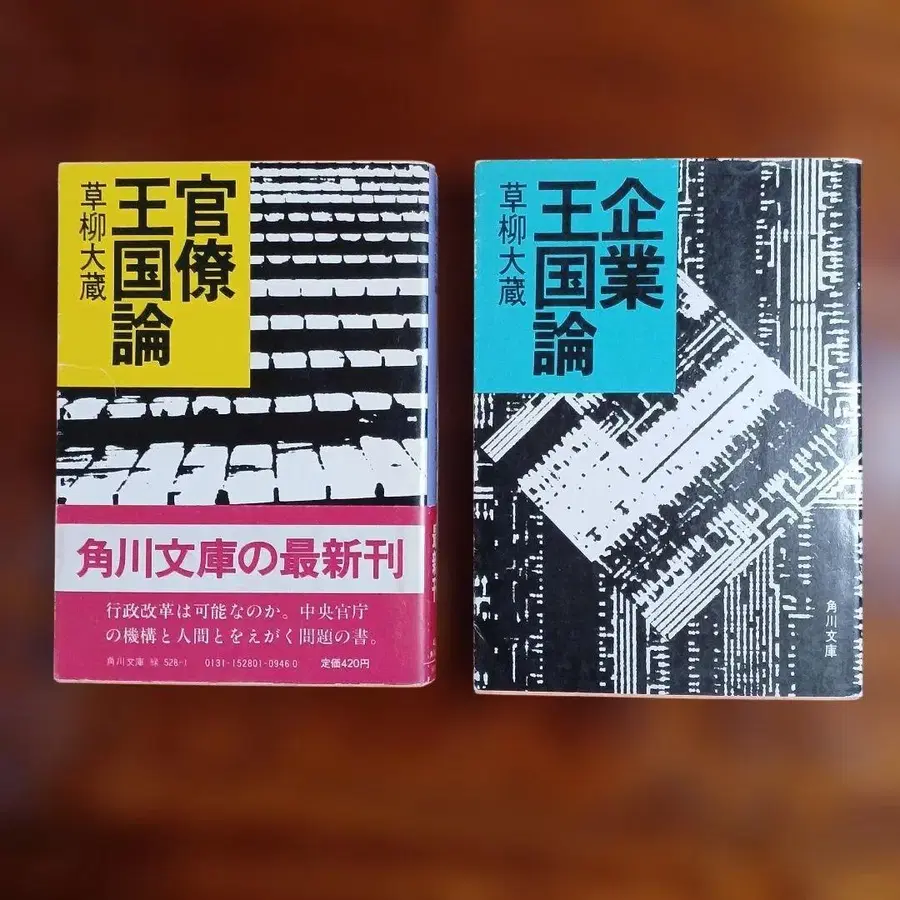 官僚
王国論
草柳大蔵
角川文庫の最新刊
行政改革は可能なのか。中央官庁
の機構と人間とをえがく問題の書。
角川文庫 緑 528-1 0131-152801-0946.0 定価420円
企業
王国論
草柳大蔵
角川文庫